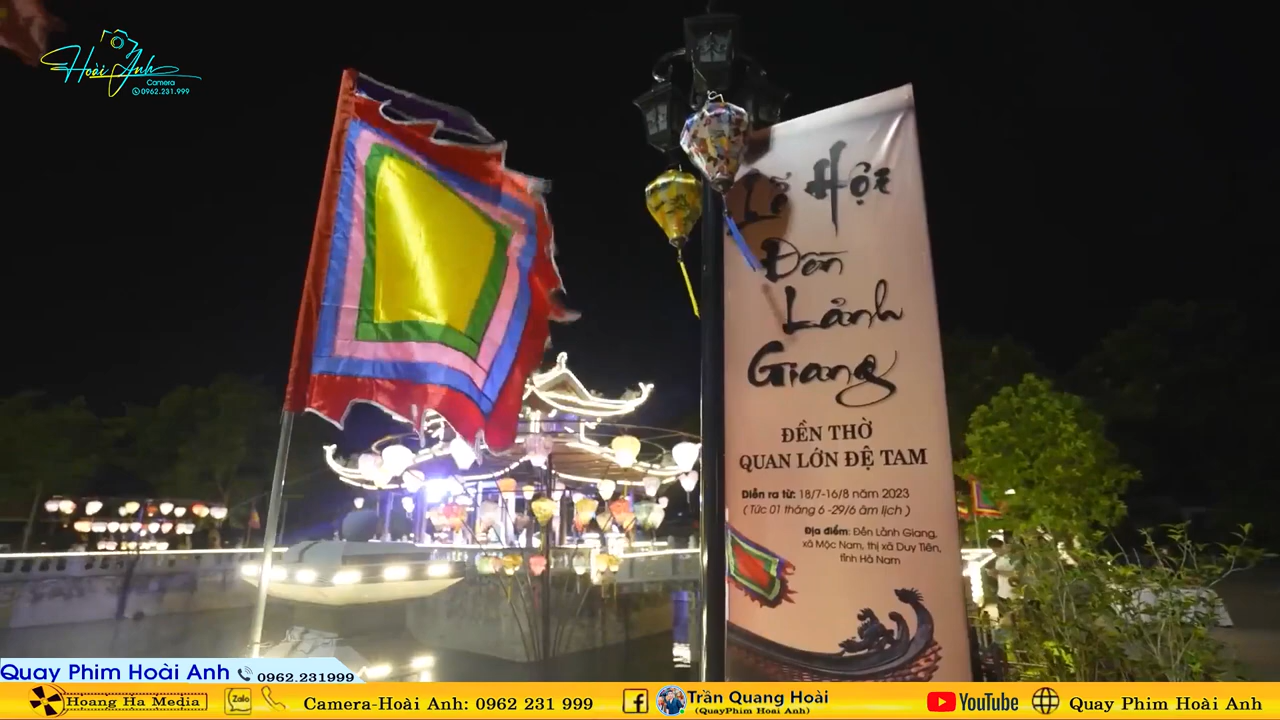 Hoài Anh
Camera
0962.231.999
Lễ Hội
Đền
Lảnh
Giang
ĐỀN THỜ
QUAN LỚN ĐỆ TAM
Diễn ra từ: 18/7-16/8 năm 2023
( Tức 01 tháng 6 -29/6 âm lịch )
Địa điểm: Đền Lảnh Giang,
xã Mộc Nam, thị xã Duy Tiên,
tỉnh Hà Nam
Quay Phim Hoài Anh 0962.231999
Hoang Ha Media
Zalo
Camera-Hoài Anh: 0962 231 999
Trần Quang Hoài
(QuayPhim Hoai Anh)
YouTube
Quay Phim Hoài Anh